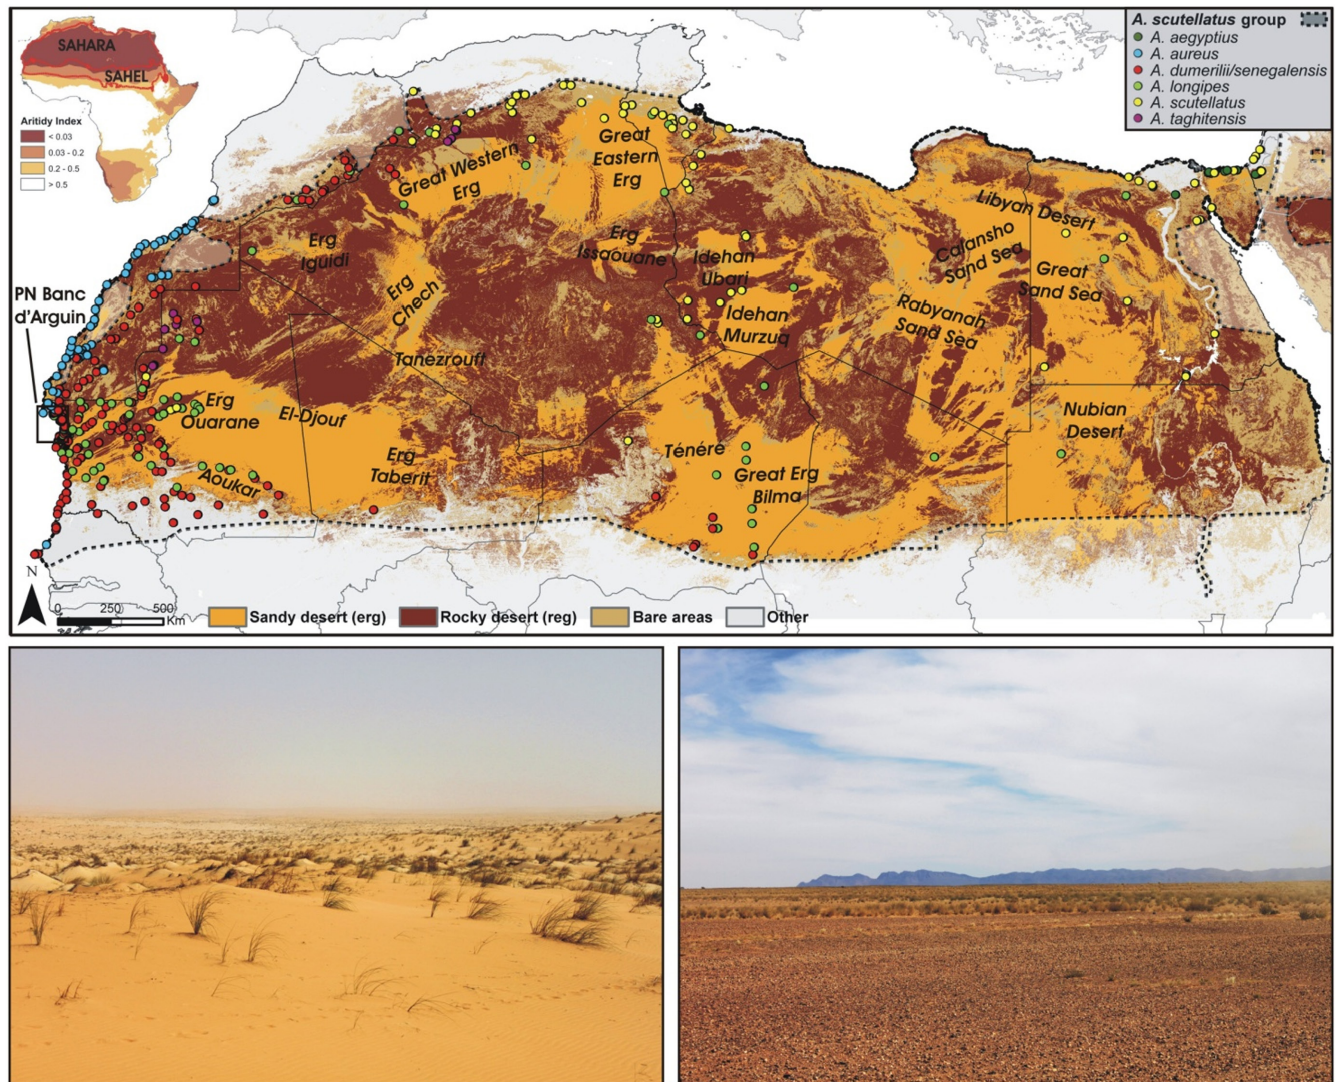 SAHARA
SAHEL
Aritidy Index
< 0.03
0.03 - 0.2
0.2 - 0.5
> 0.5
A. scutellatus group
A. aegyptius
A. aureus
A. dumerilii/senegalensis
A. longipes
A. scutellatus
A. taghitensis
PN Banc
d'Arguin
Great Western
Erg
Great
Eastern
Erg
Erg
Iguidi
Erg
Chech
Erg
Issaouane
Idehan
Ubari
Idehan
Murzuq
Libyan Desert
Calansho
Sand Sea
Great
Sand Sea
Rabyanah
Sand Sea
Tanezrouft
Erg
Ouarane
El-Djouf
Aoukar
Erg
Taberit
Ténéré
Great Erg
Bilma
Nubian
Desert
N
0 250 500
Km
Sandy desert (erg)
Rocky desert (reg)
Bare areas
Other